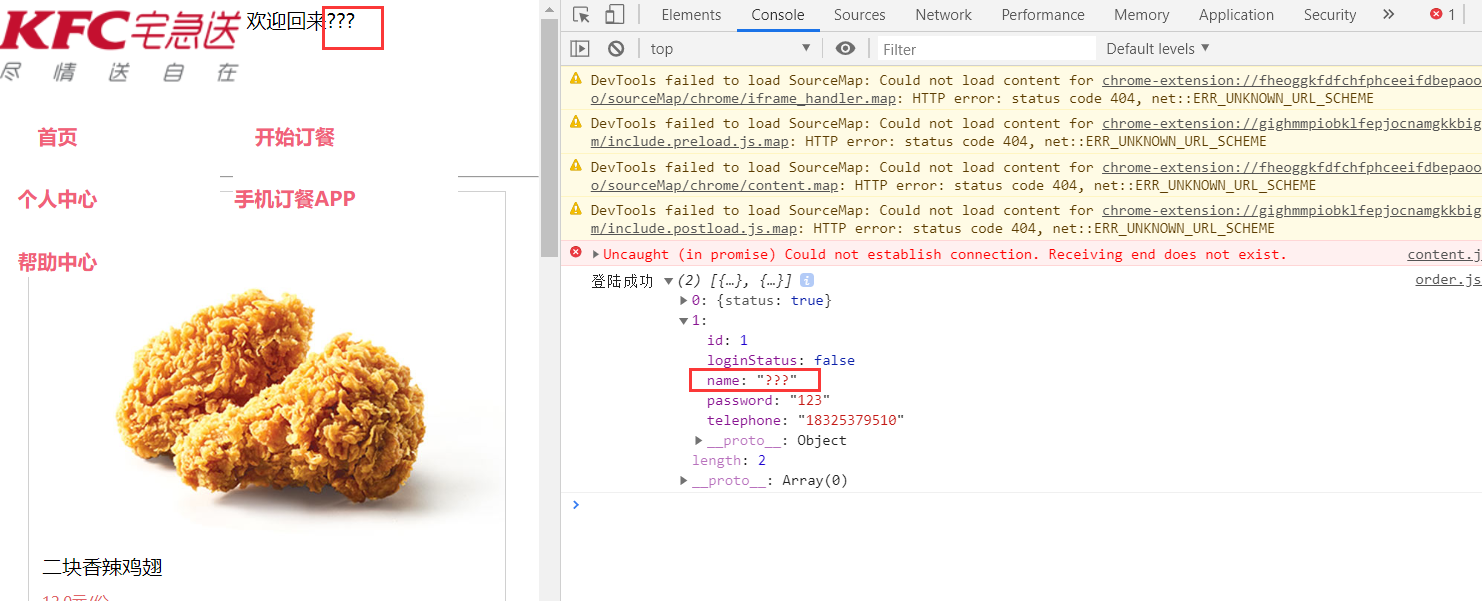 KFC宅急送 欢迎回来???
尽 情 送 自 在
首页 开始订餐
个人中心 手机订餐APP
帮助中心
二块香辣鸡翅
Elements Console Sources Network Performance Memory Application Security » 1
top Filter Default levels
DevTools failed to load SourceMap: Could not load content for chrome-extension://fheoggkfdfchfphceeifdbepaoo
o/sourceMap/chrome/iframe_handler.map: HTTP error: status code 404, net::ERR_UNKNOWN_URL_SCHEME
DevTools failed to load SourceMap: Could not load content for chrome-extension://gighmmpiobklfepjocnamgkkbig
m/include.preload.js.map: HTTP error: status code 404, net::ERR_UNKNOWN_URL_SCHEME
DevTools failed to load SourceMap: Could not load content for chrome-extension://fheoggkfdfchfphceeifdbepaoo
o/sourceMap/chrome/content.map: HTTP error: status code 404, net::ERR_UNKNOWN_URL_SCHEME
DevTools failed to load SourceMap: Could not load content for chrome-extension://gighmmpiobklfepjocnamgkkbig
m/include.postload.js.map: HTTP error: status code 404, net::ERR_UNKNOWN_URL_SCHEME
Uncaught (in promise) Could not establish connection. Receiving end does not exist. content.j
登陆成功 (2) [{…}, {…}] i order.js
0: {status: true}
1:
id: 1
loginStatus: false
name: "???"
password: "123"
telephone: "18325379510"
__proto__: Object
length: 2
__proto__: Array(0)
>